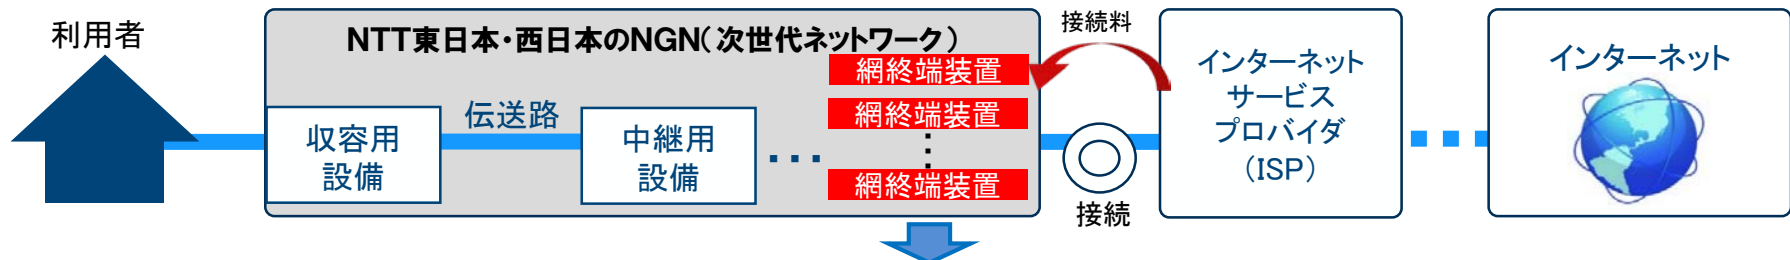 利用者
NTT東日本・西日本のNGN(次世代ネットワーク)
網終端装置
網終端装置
網終端装置
収容用
設備
伝送路
中継用
設備
・・・
接続料
接続
インターネット
サービス
プロバイダ
(ISP)
インターネット